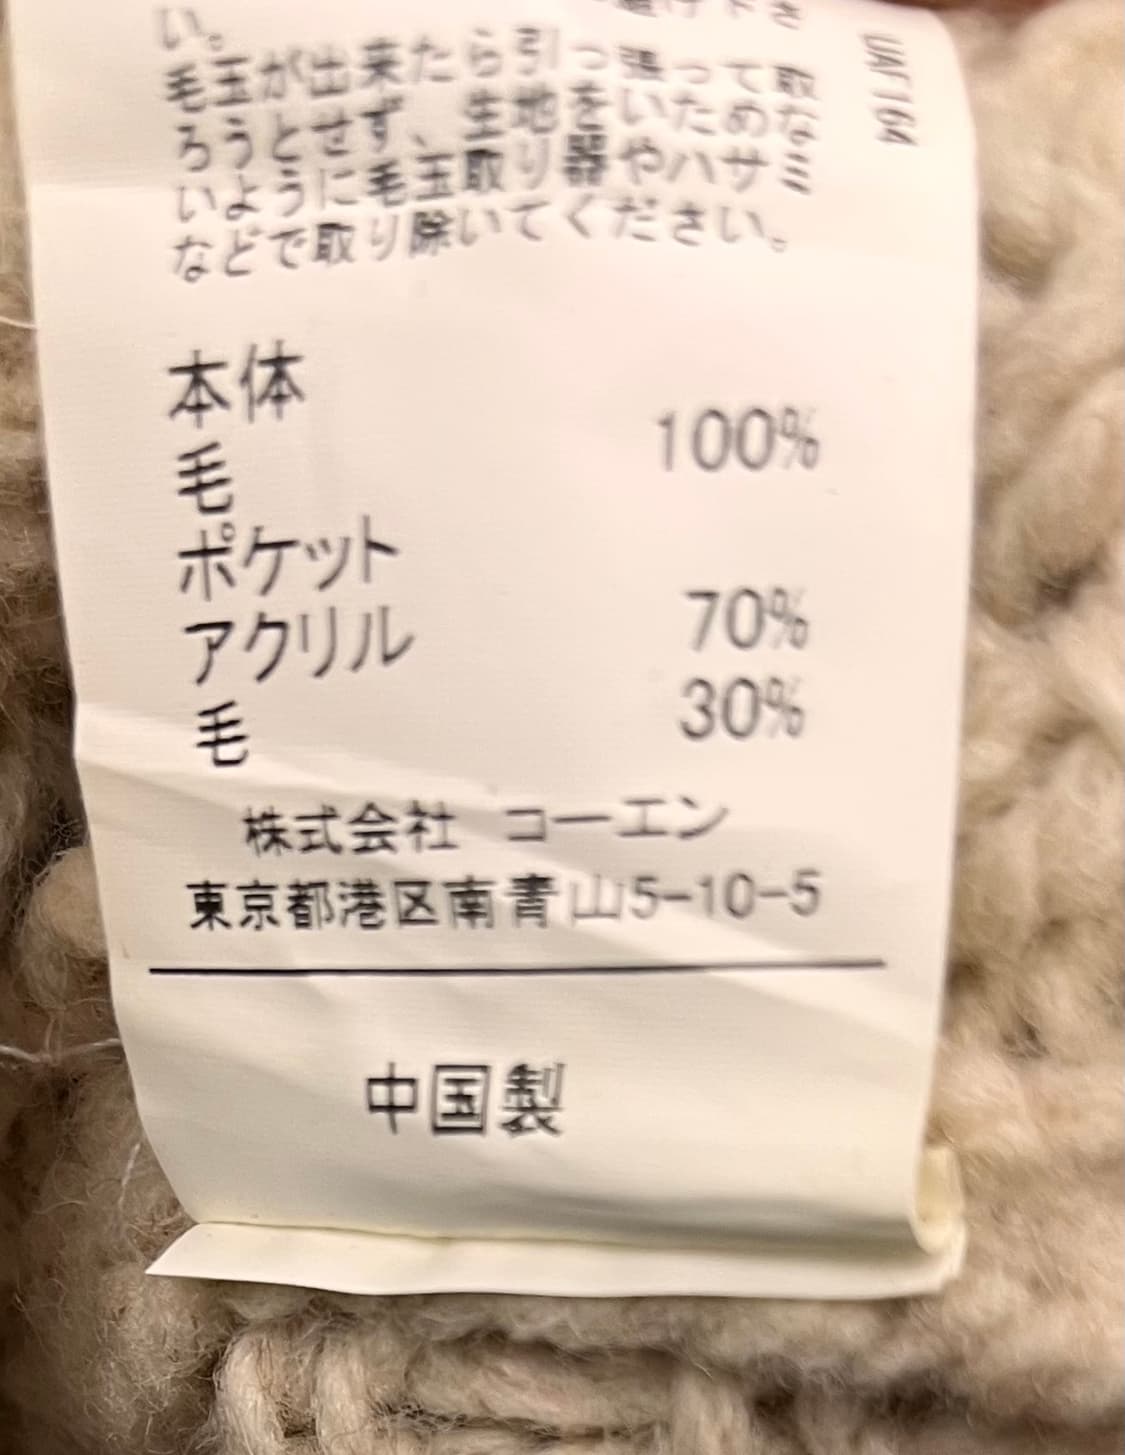 い。
毛玉が出来たら引っ張って取
ろうとせず、生地をいためな
いように毛玉取り器やハサミ
などで取り除いてください。
UAF164
本体
毛 100%
ポケット
アクリル 70%
毛 30%
株式会社 コーエン
東京都港区南青山5-10-5
中国製